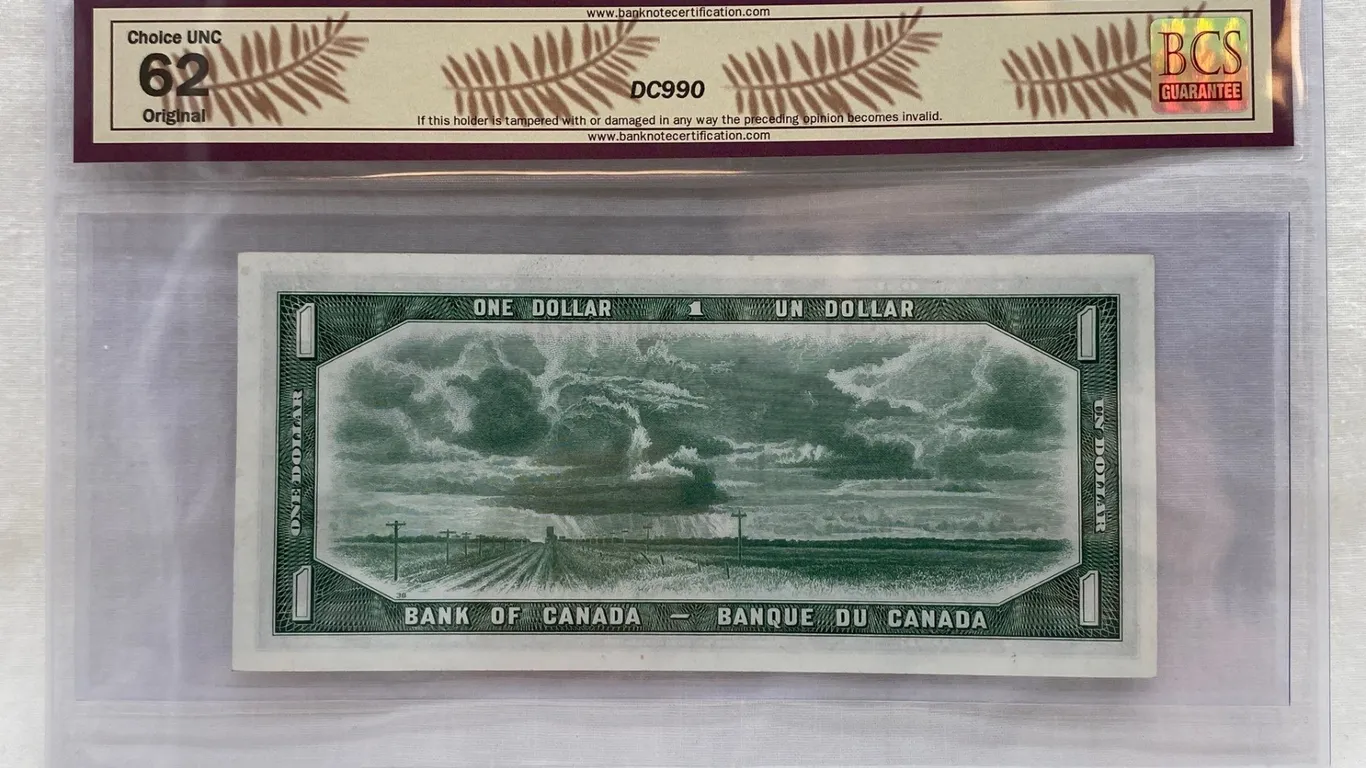 www.banknotecertification.com
Choice UNC
62
Original
DC990
If this holder is tampered with or damaged in any way the preceding opinion becomes invalid.
www.banknotecertification.com
BCS
GUARANTEE
ONE DOLLAR 1 UN DOLLAR
1
1
ONE DOLLAR
UN DOLLAR
1
1
38
BANK OF CANADA – BANQUE DU CANADA